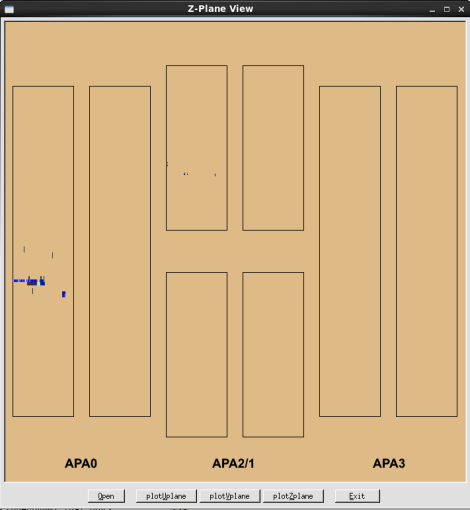 Z-Plane View
APA0 APA2/1 APA3
Open plotUplane plotVplane plotZplane Exit